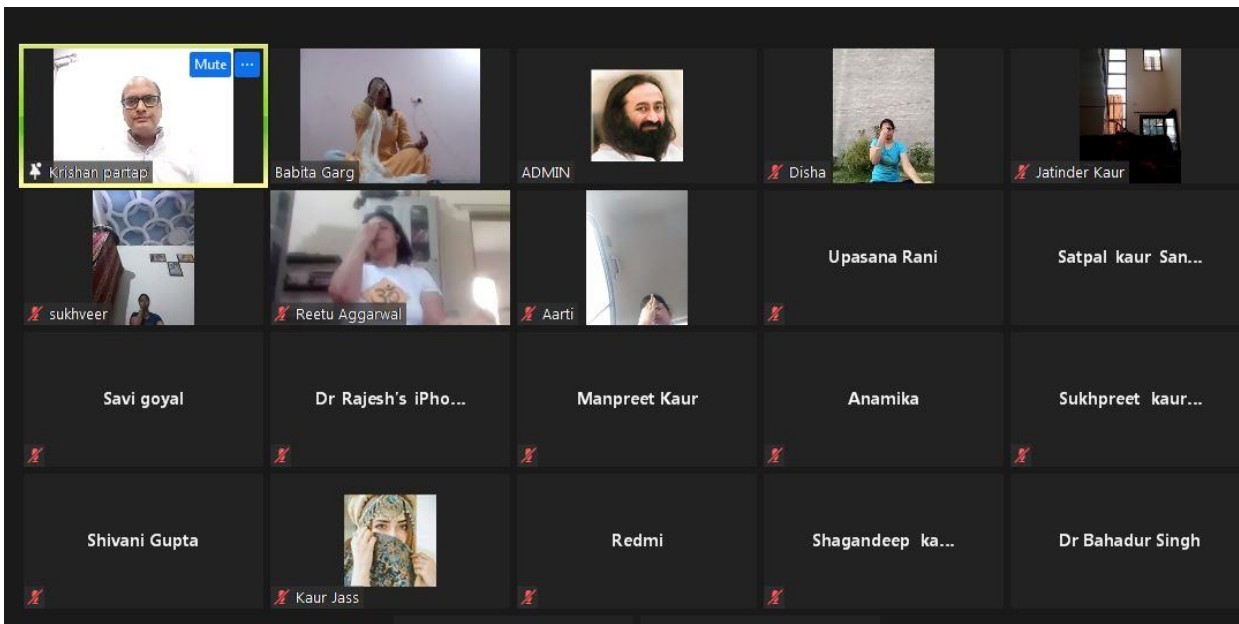 Mute ...
Krishan partap
Babita Garg
ADMIN
Disha
Jatinder Kaur
sukhveer
Reetu Aggarwal
Aarti
Upasana Rani
Satpal kaur San...
Savi goyal
Dr Rajesh's iPho...
Manpreet Kaur
Anamika
Sukhpreet kaur...
Shivani Gupta
Kaur Jass
Redmi
Shagandeep ka...
Dr Bahadur Singh